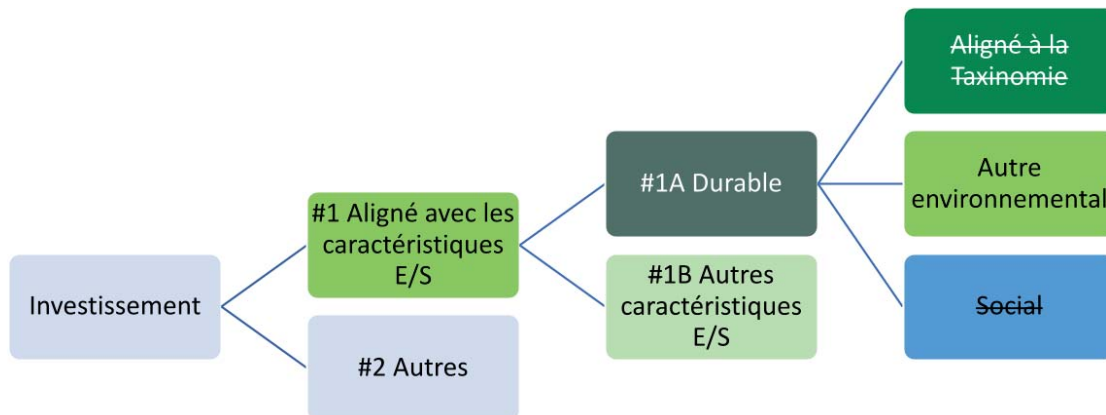 Investissement
#1 Aligné avec les
caractéristiques
E/S
#2 Autres
#1A Durable
#1B Autres
caractéristiques
E/S
Aligné à la
Taxinomie
Autre
environnemental
Social